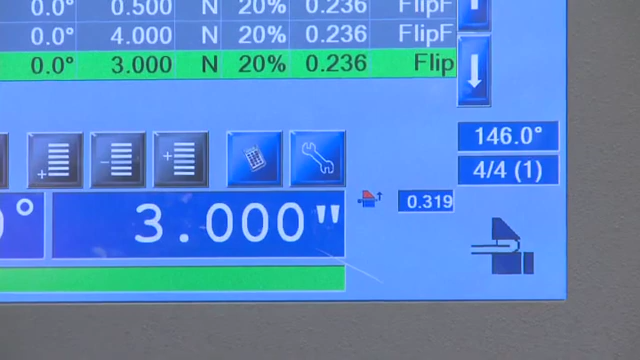 0.0° 0.500 N 20% 0.236 FlipF
0.0° 4.000 N 20% 0.236 FlipF
0.0° 3.000 N 20% 0.236 Flip
146.0°
4/4 (1)
0° 3.000" 0.319